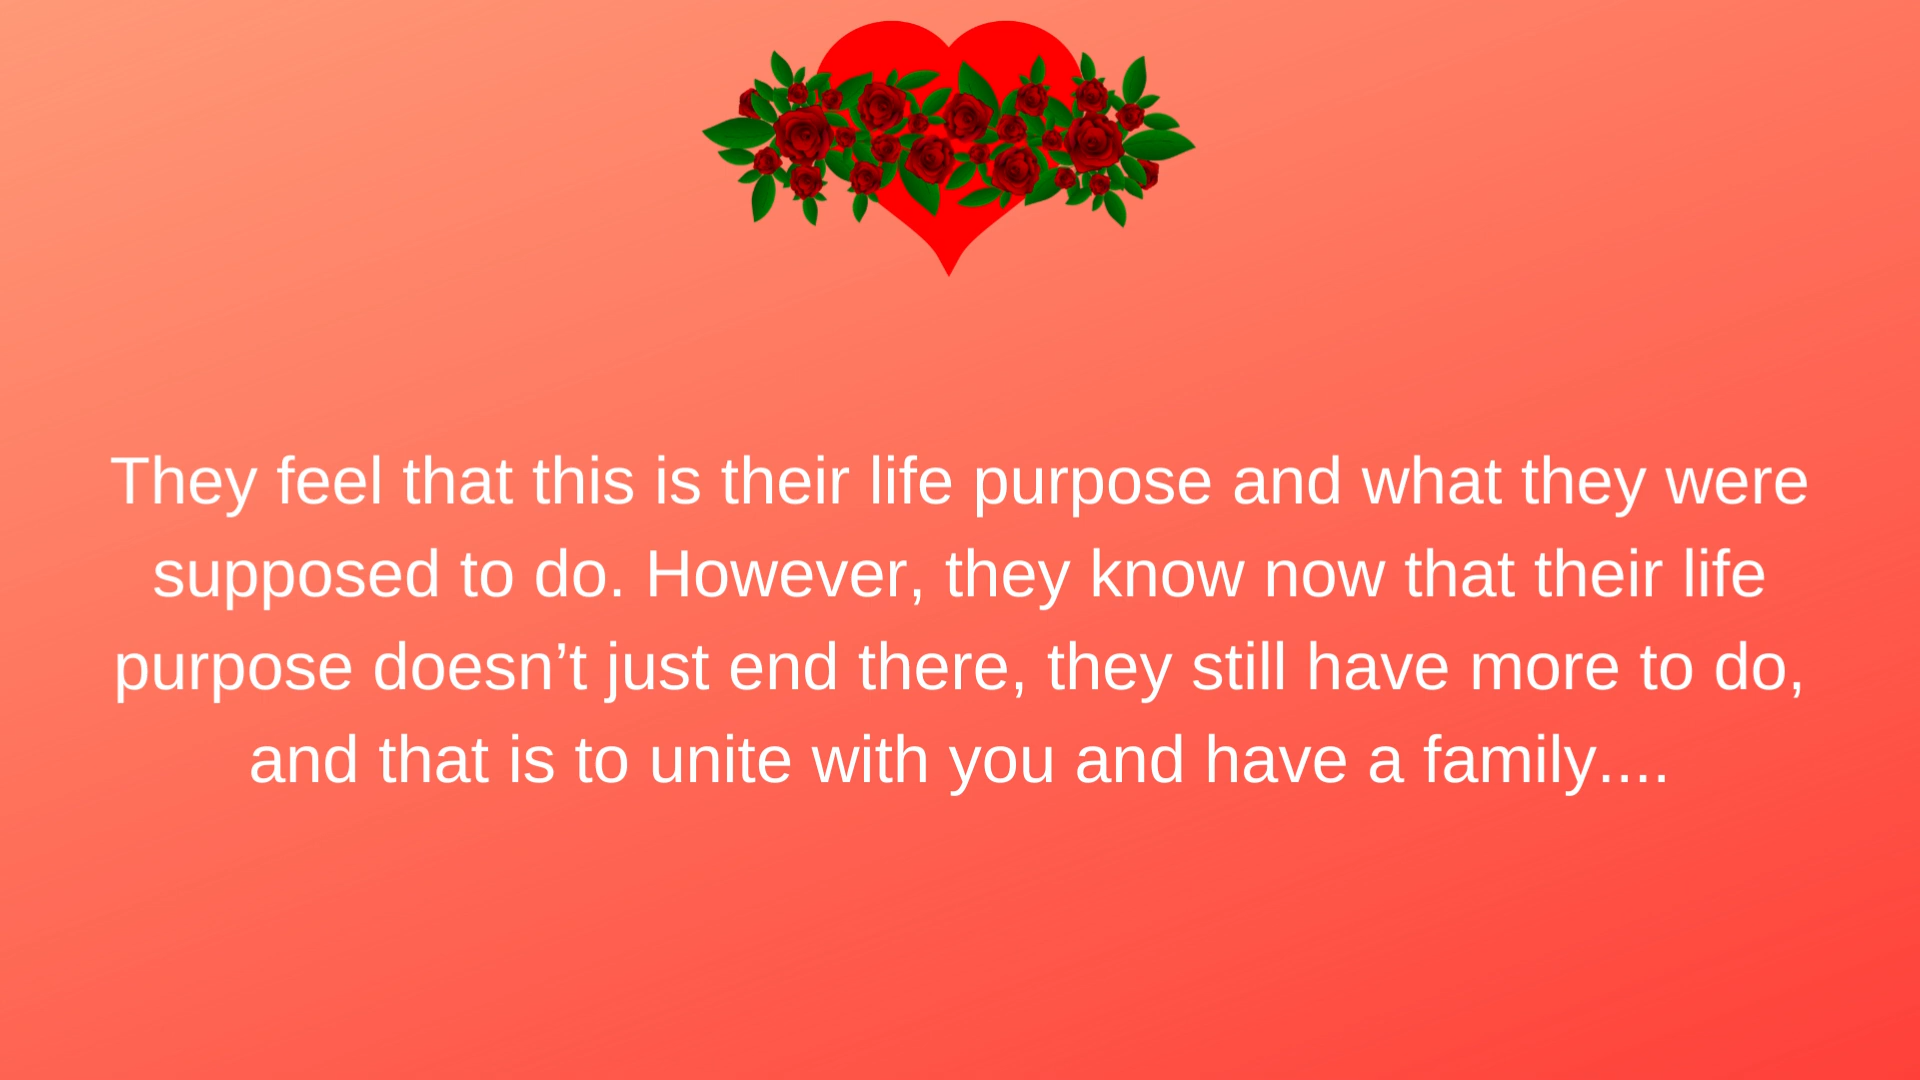 They feel that this is their life purpose and what they were
supposed to do. However, they know now that their life
purpose doesn’t just end there, they still have more to do,
and that is to unite with you and have a family....